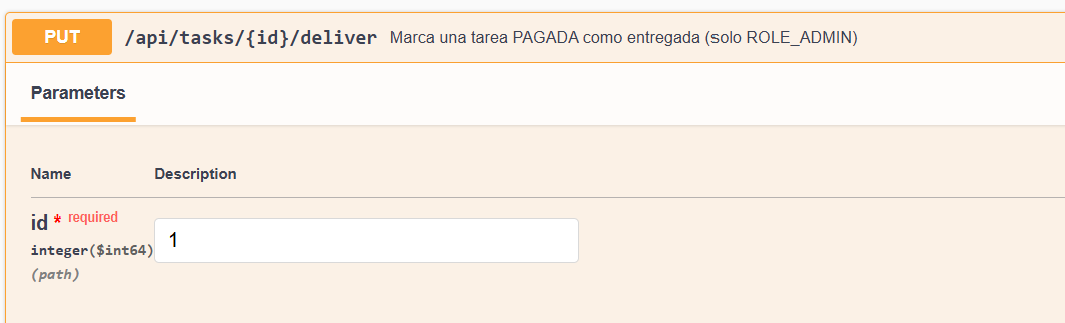 PUT /api/tasks/{id}/deliver Marca una tarea PAGADA como entregada (solo ROLE_ADMIN)
Parameters
Name Description
id * required
integer($int64)
(path)
1